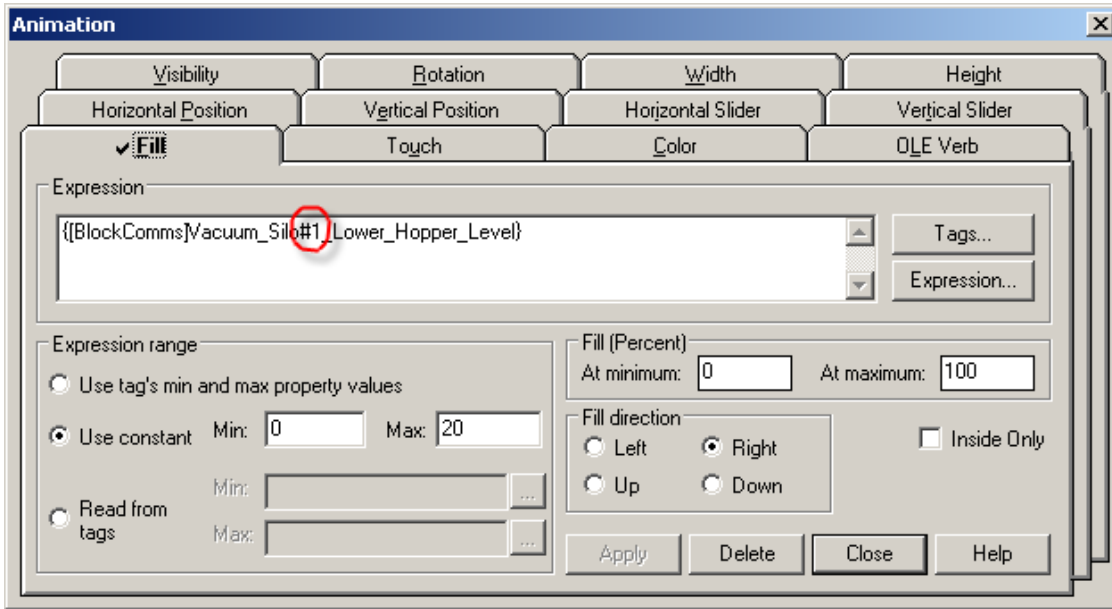 Animation
Visibility Rotation Width Height
Horizontal Position Vertical Position Horizontal Slider Vertical Slider
Fill Touch Color OLE Verb
Expression
{[BlockComms]Vacuum_Silo#1_Lower_Hopper_Level}
Tags...
Expression...
Expression range
Use tag's min and max property values
Use constant Min: 0 Max: 20
Read from tags
Min: ...
Max: ...
Fill (Percent)
At minimum: 0 At maximum: 100
Fill direction
Left Right
Up Down
Inside Only
Apply Delete Close Help